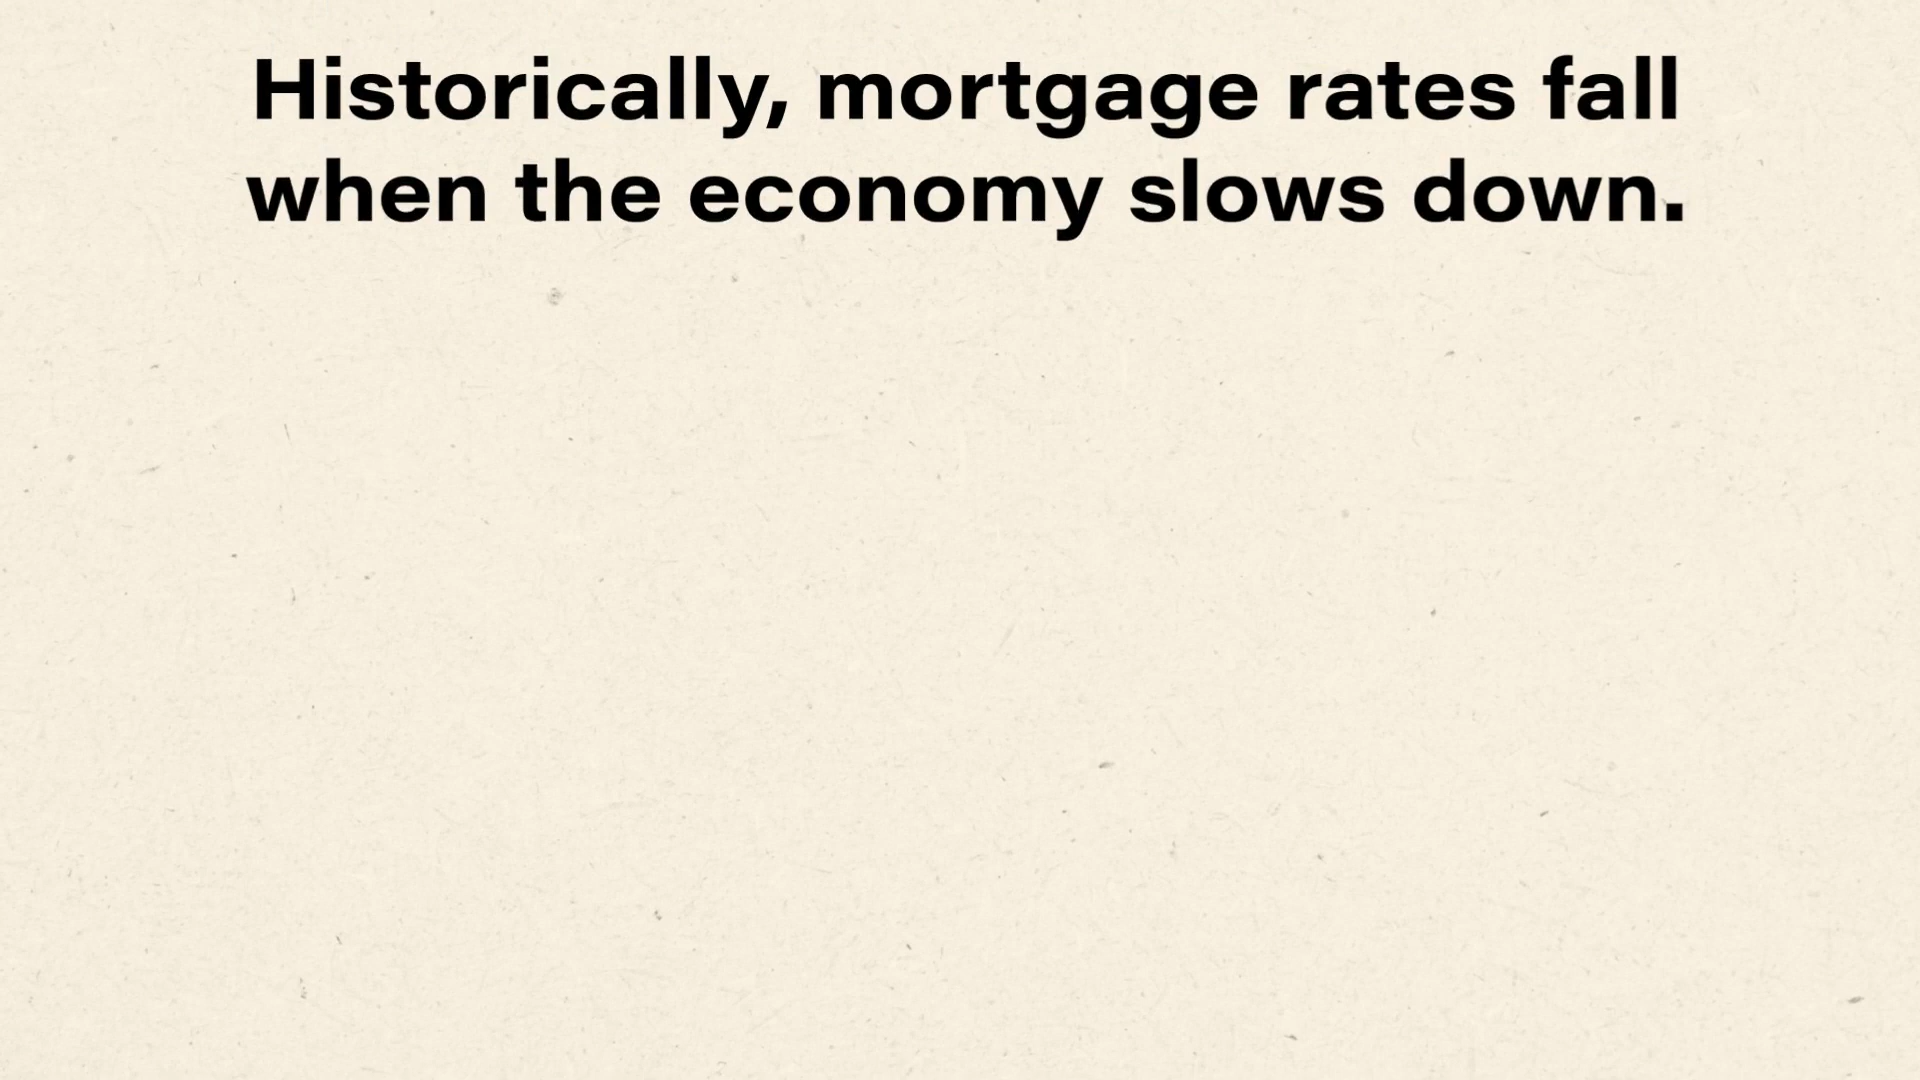 Historically, mortgage rates fall
when the economy slows down.